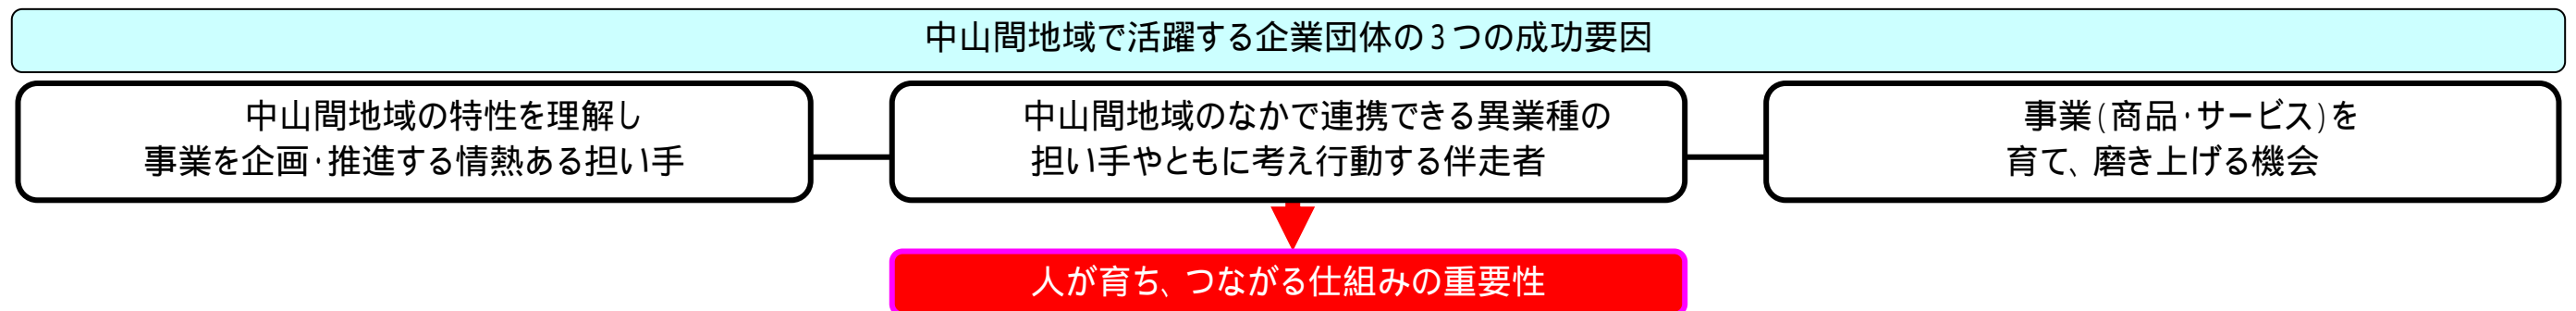 中山間地域で活躍する企業団体の3つの成功要因
中山間地域の特性を理解し
事業を企画・推進する情熱ある担い手
中山間地域のなかで連携できる異業種の
担い手やともに考え行動する伴走者
事業(商品・サービス)を
育て、磨き上げる機会
人が育ち、つながる仕組みの重要性